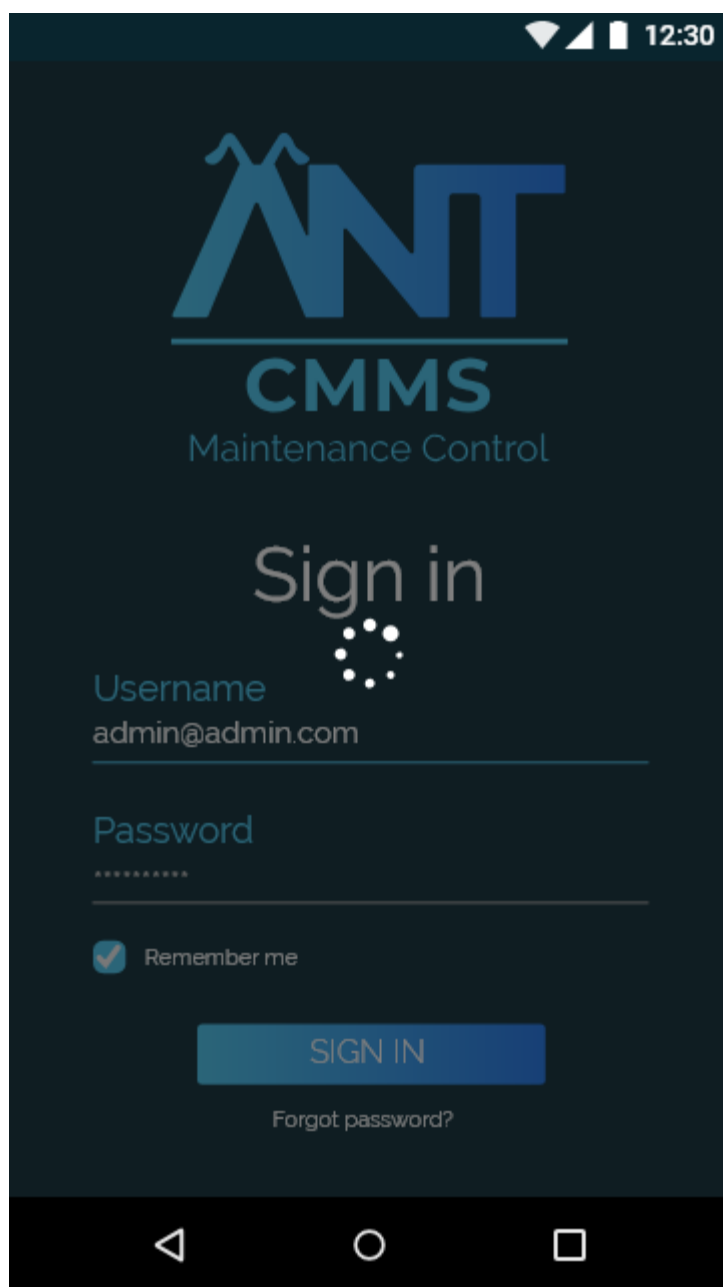 12:30
ANT
CMMS
Maintenance Control
Sign in
Username
admin@admin.com
Password
**********
Remember me
SIGN IN
Forgot password?